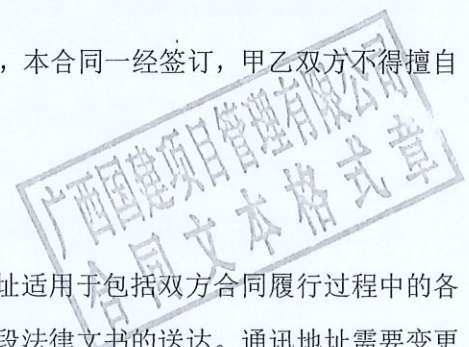 ，本合同一经签订，甲乙双方不得擅自
广西国建项目管理有限公司
合同文本格式章
址适用于包括双方合同履行过程中的各
段法律文书的送达。通讯地址需要变更